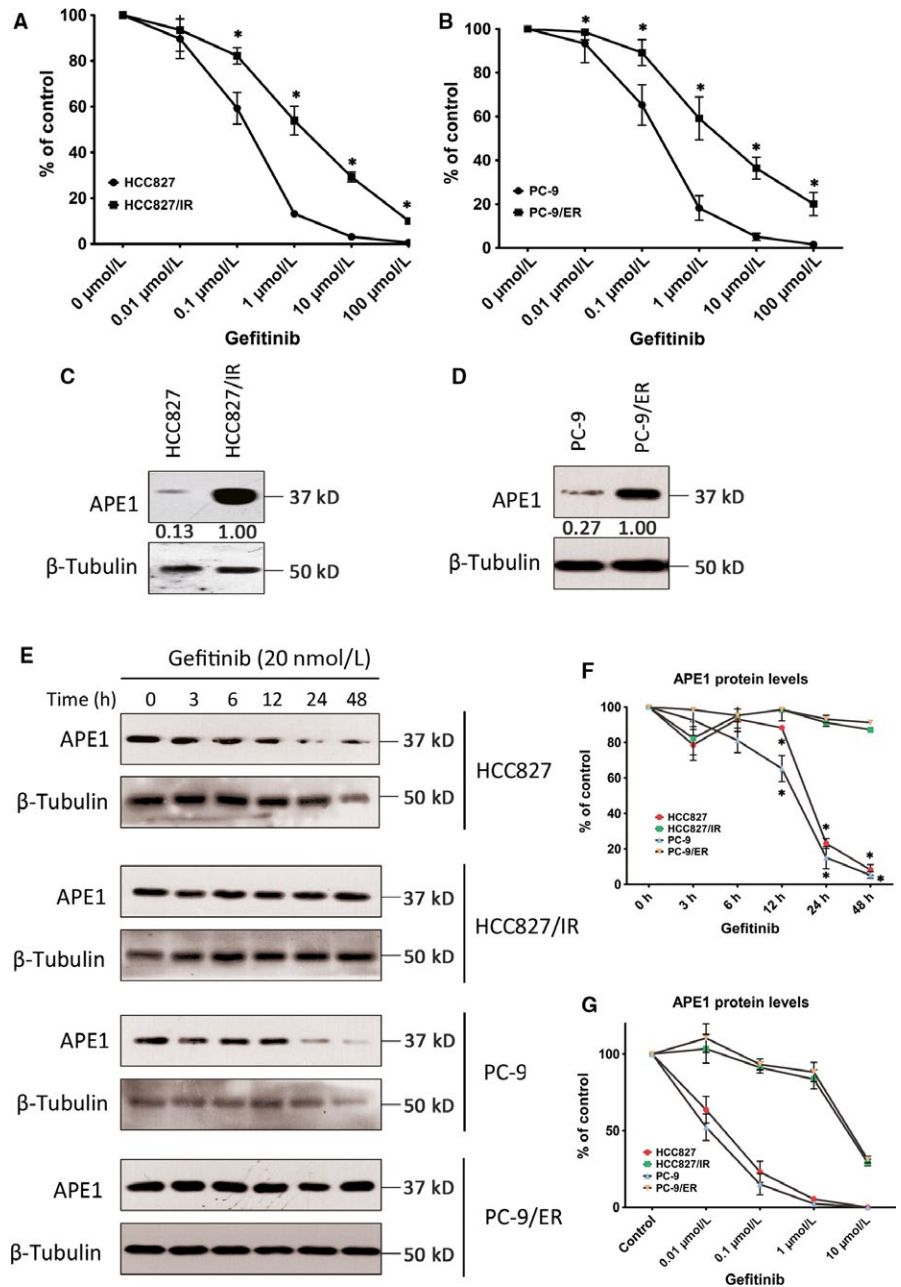 A
% of control
100
80
60
40
20
0
*
*
*
*
HCC827
HCC827/IR
0 µmol/L
0.01 µmol/L
0.1 µmol/L
1 µmol/L
10 µmol/L
100 µmol/L
Gefitinib
B
% of control
100
80
60
40
20
0
*
*
*
*
*
PC-9
PC-9/ER
0 µmol/L
0.01 µmol/L
0.1 µmol/L
1 µmol/L
10 µmol/L
100 µmol/L
Gefitinib
C
HCC827
HCC827/IR
APE1
37 kD
0.13 1.00
β-Tubulin
50 kD
D
PC-9
PC-9/ER
APE1
37 kD
0.27 1.00
β-Tubulin
50 kD
E
Gefitinib (20 nmol/L)
Time (h) 0 3 6 12 24 48
APE1
37 kD
β-Tubulin
50 kD
HCC827
APE1
37 kD
β-Tubulin
50 kD
HCC827/IR
APE1
37 kD
β-Tubulin
50 kD
PC-9
APE1
37 kD
β-Tubulin
50 kD
PC-9/ER
F
APE1 protein levels
% of control
100
80
60
40
20
0
*
*
*
*
*
*
HCC827
HCC827/IR
PC-9
PC-9/ER
0 h
3 h
6 h
12 h
24 h
48 h
Gefitinib
G
APE1 protein levels
% of control
100
50
0
HCC827
HCC827/IR
PC-9
PC-9/ER
Control
0.01 µmol/L
0.1 µmol/L
1 µmol/L
10 µmol/L
Gefitinib